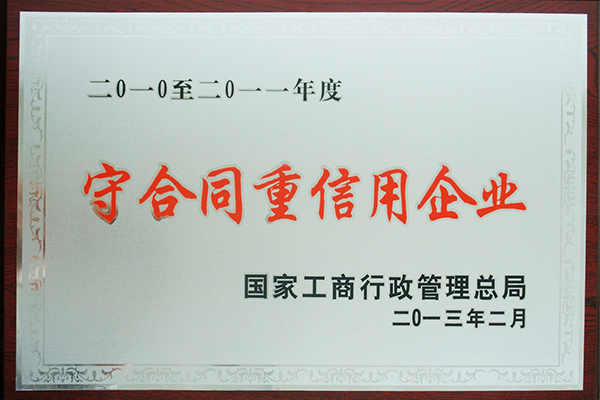 二0一0至二0一一年度
守合同重信用企业
国家工商行政管理总局
二0一三年二月